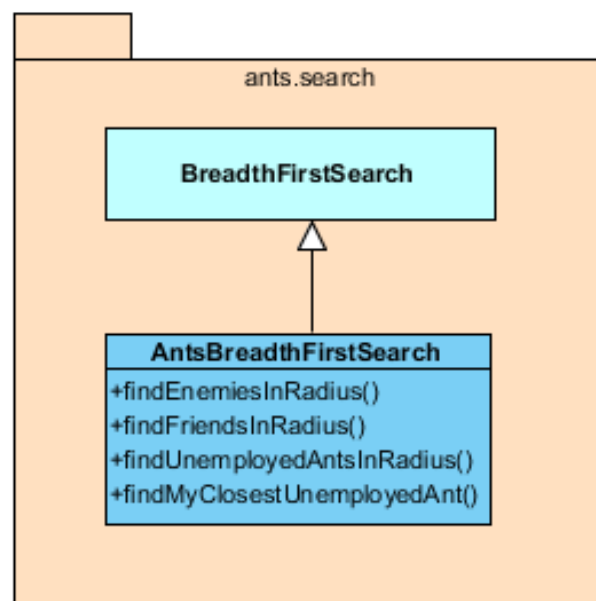 ants.search
BreadthFirstSearch
AntsBreadthFirstSearch
+findEnemiesInRadius()
+findFriendsInRadius()
+findUnemployedAntsInRadius()
+findMyClosestUnemployedAnt()